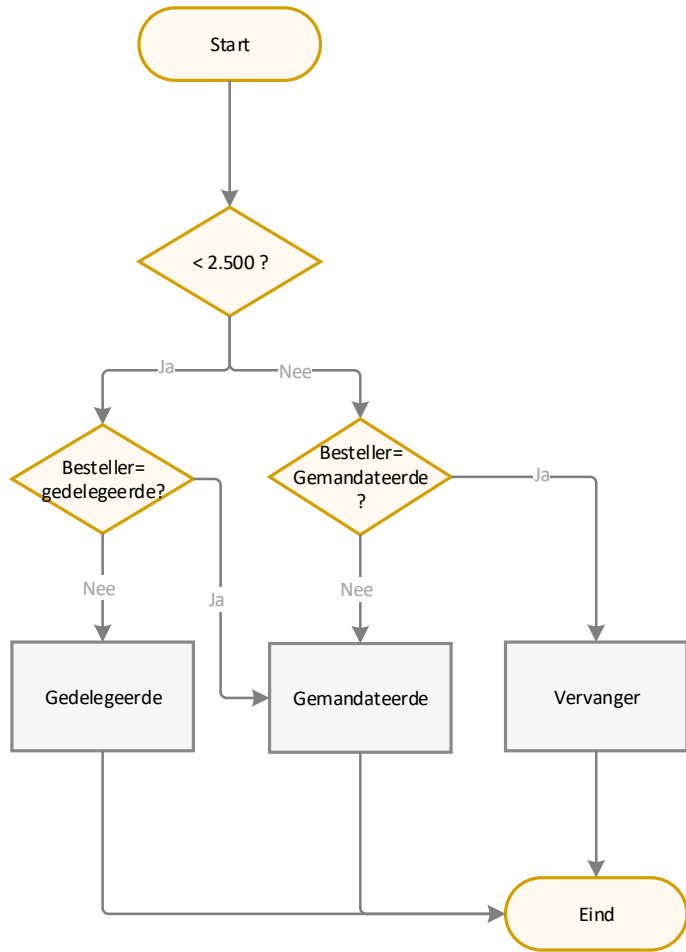 Start
< 2.500 ?
Ja
Nee
Besteller=
gedelegeerde?
Besteller=
Gemandateerde
?
Ja
Nee
Ja
Nee
Gedelegeerde
Gemandateerde
Vervanger
Eind